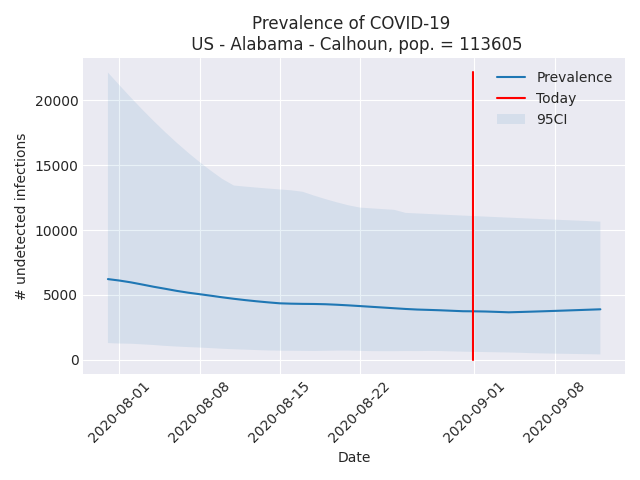 Prevalence of COVID-19
US - Alabama - Calhoun, pop. = 113605
Prevalence
Today
95CI
20000
15000
10000
5000
0
# undetected infections
2020-08-01
2020-08-08
2020-08-15
2020-08-22
2020-09-01
2020-09-08
Date